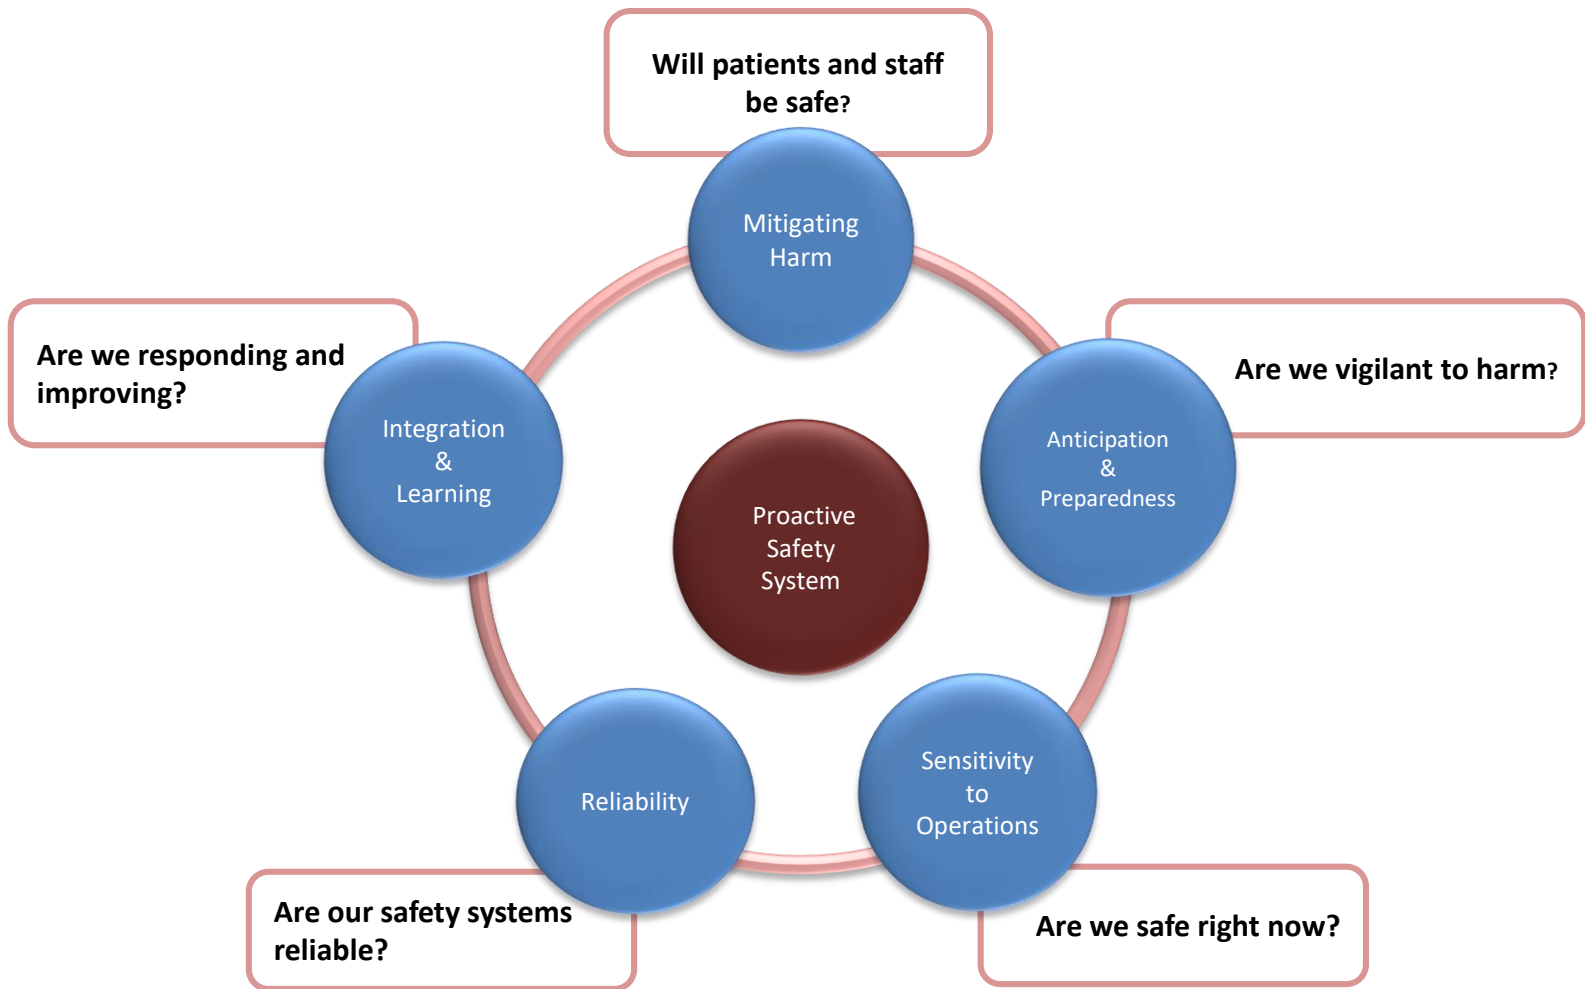 Will patients and staff
be safe?
Mitigating
Harm
Are we vigilant to harm?
Anticipation
&
Preparedness
Sensitivity
to
Operations
Are we safe right now?
Reliability
Are our safety systems
reliable?
Are we responding and
improving?
Integration
&
Learning
Proactive
Safety
System